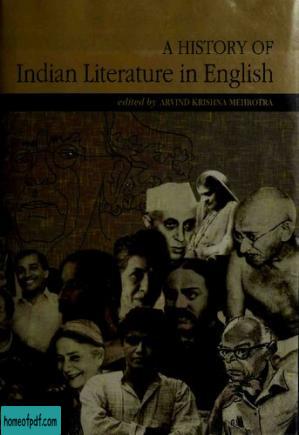 A HISTORY OF
Indian Literature in English
edited by ARVIND KRISHNA MEHROTRA
homeofpdf.com